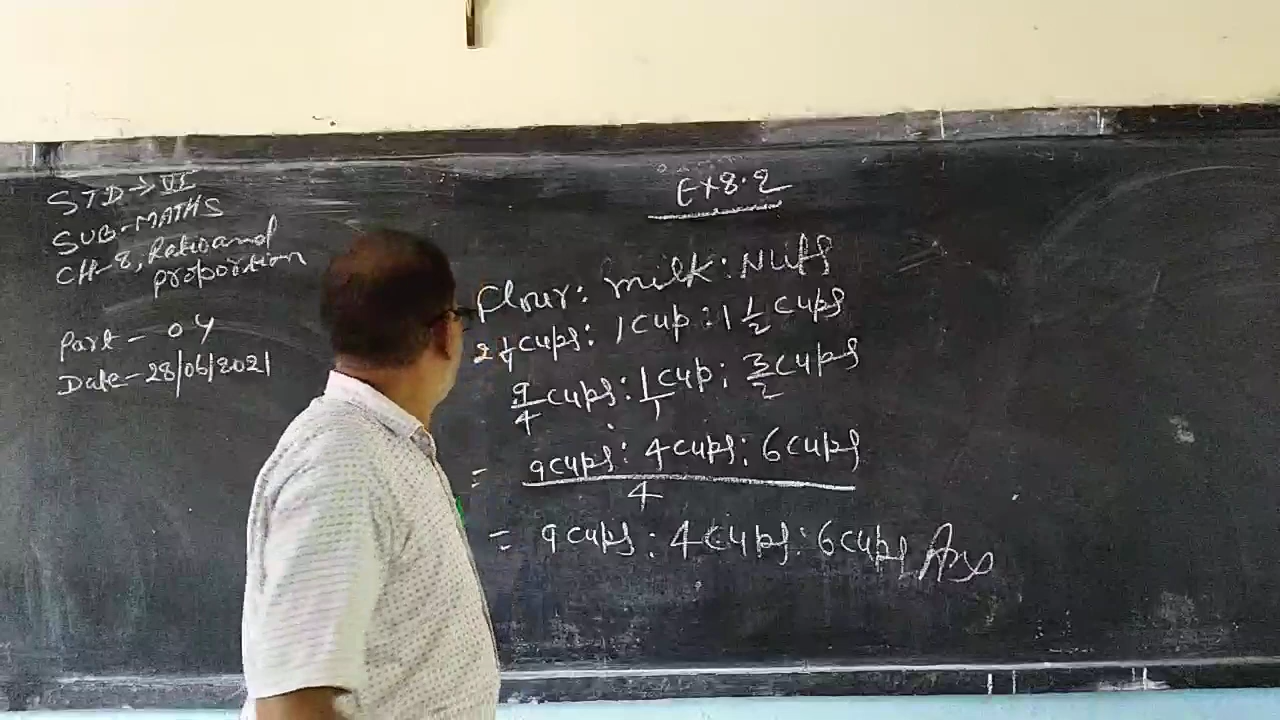 STD→VI
SUB-MATHS
CH-8, Ratio and
proportion
Part-04
Date-28/06/2021
Ex8.2
Flour: milk: Nuts
2 1/4 cups: 1 cup: 1 1/2 cups
9/4 cups: 1/1 cup: 3/2 cups
= 9 cups: 4 cups: 6 cups
4
= 9 cups: 4 cups: 6 cups Ans